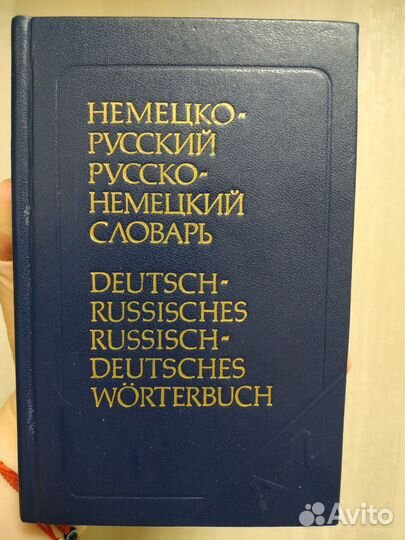 НЕМЕЦКО-
РУССКИЙ
РУССКО-
НЕМЕЦКИЙ
СЛОВАРЬ
DEUTSCH-
RUSSISCHES
RUSSISCH-
DEUTSCHES
WÖRTERBUCH
Avito